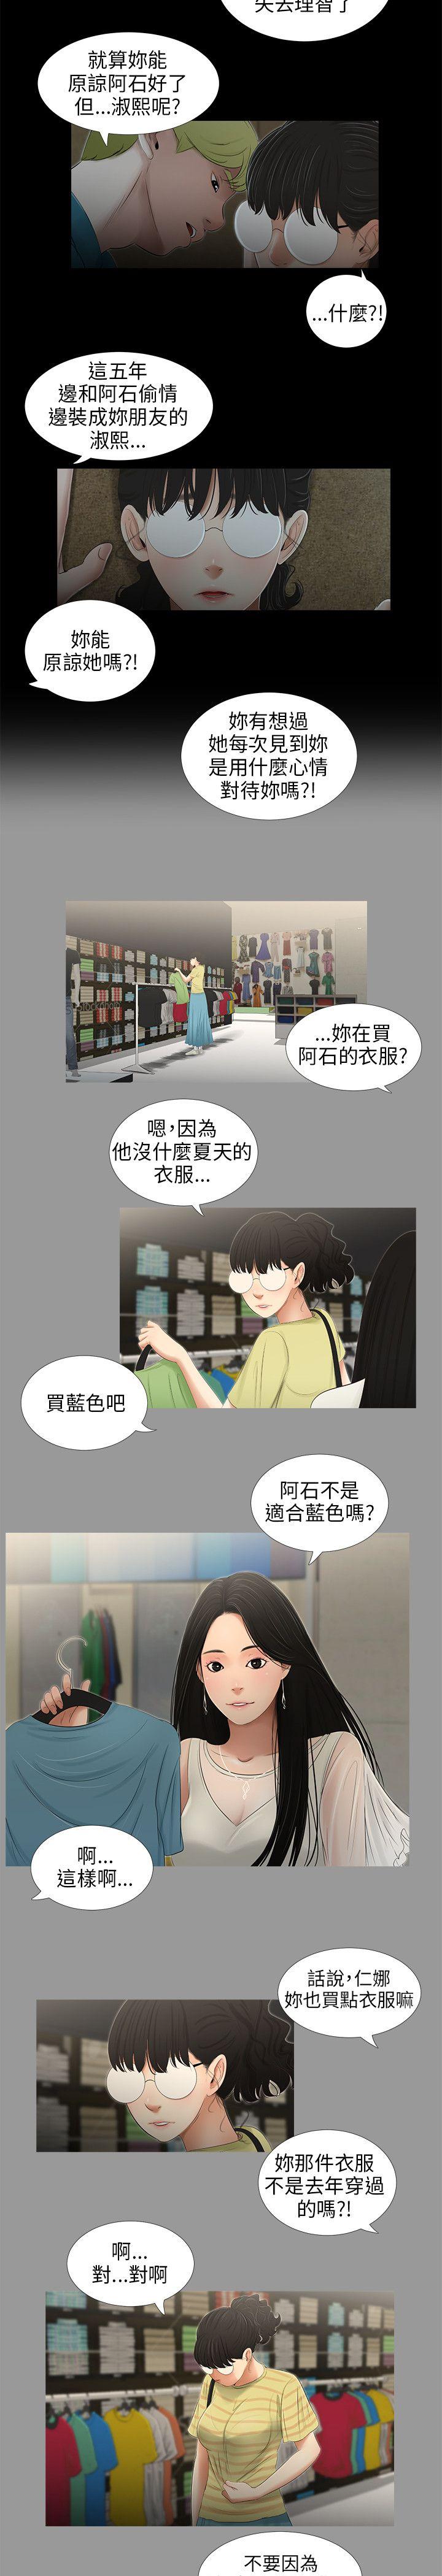 失去理智了
就算妳能
原諒阿石好了
但...淑熙呢?
...什麼?!
這五年
邊和阿石偷情
邊裝成妳朋友的
淑熙...
妳能
原諒她嗎?!
妳有想過
她每次見到妳
是用什麼心情
對待妳嗎?!
...妳在買
阿石的衣服?
嗯,因為
他沒什麼夏天的
衣服...
買藍色吧
阿石不是
適合藍色嗎?
啊...
這樣啊...
話說,仁娜
妳也買點衣服嘛
妳那件衣服
不是去年穿過
的嗎?!
啊...
對...對啊
不要因為